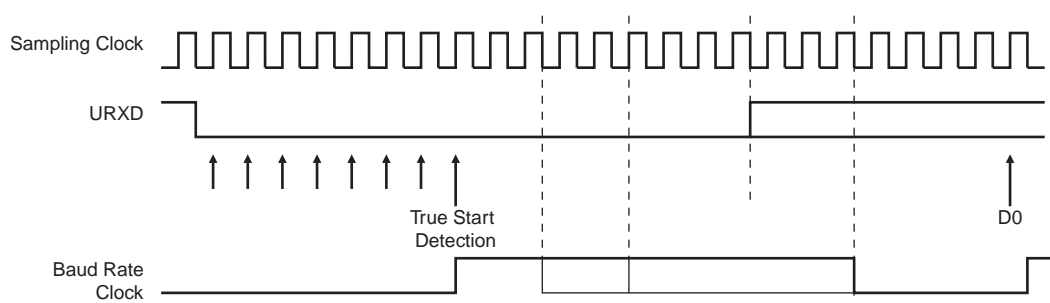 Sampling Clock
URXD
True Start
Detection
D0
Baud Rate
Clock